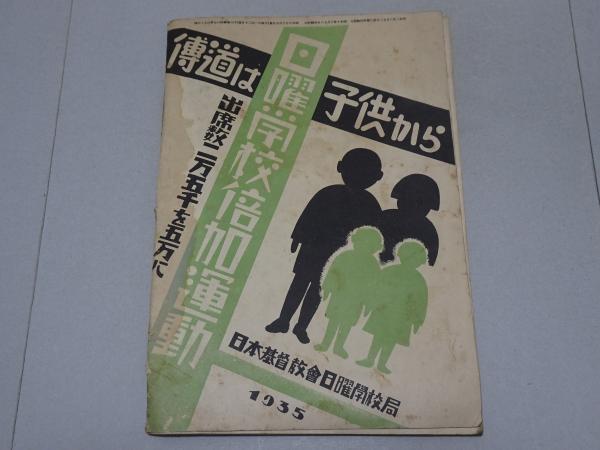 傳道は
子供から
日曜学校倍加運動
出席数二万五千を五万に
日本基督教會日曜學校局
1935